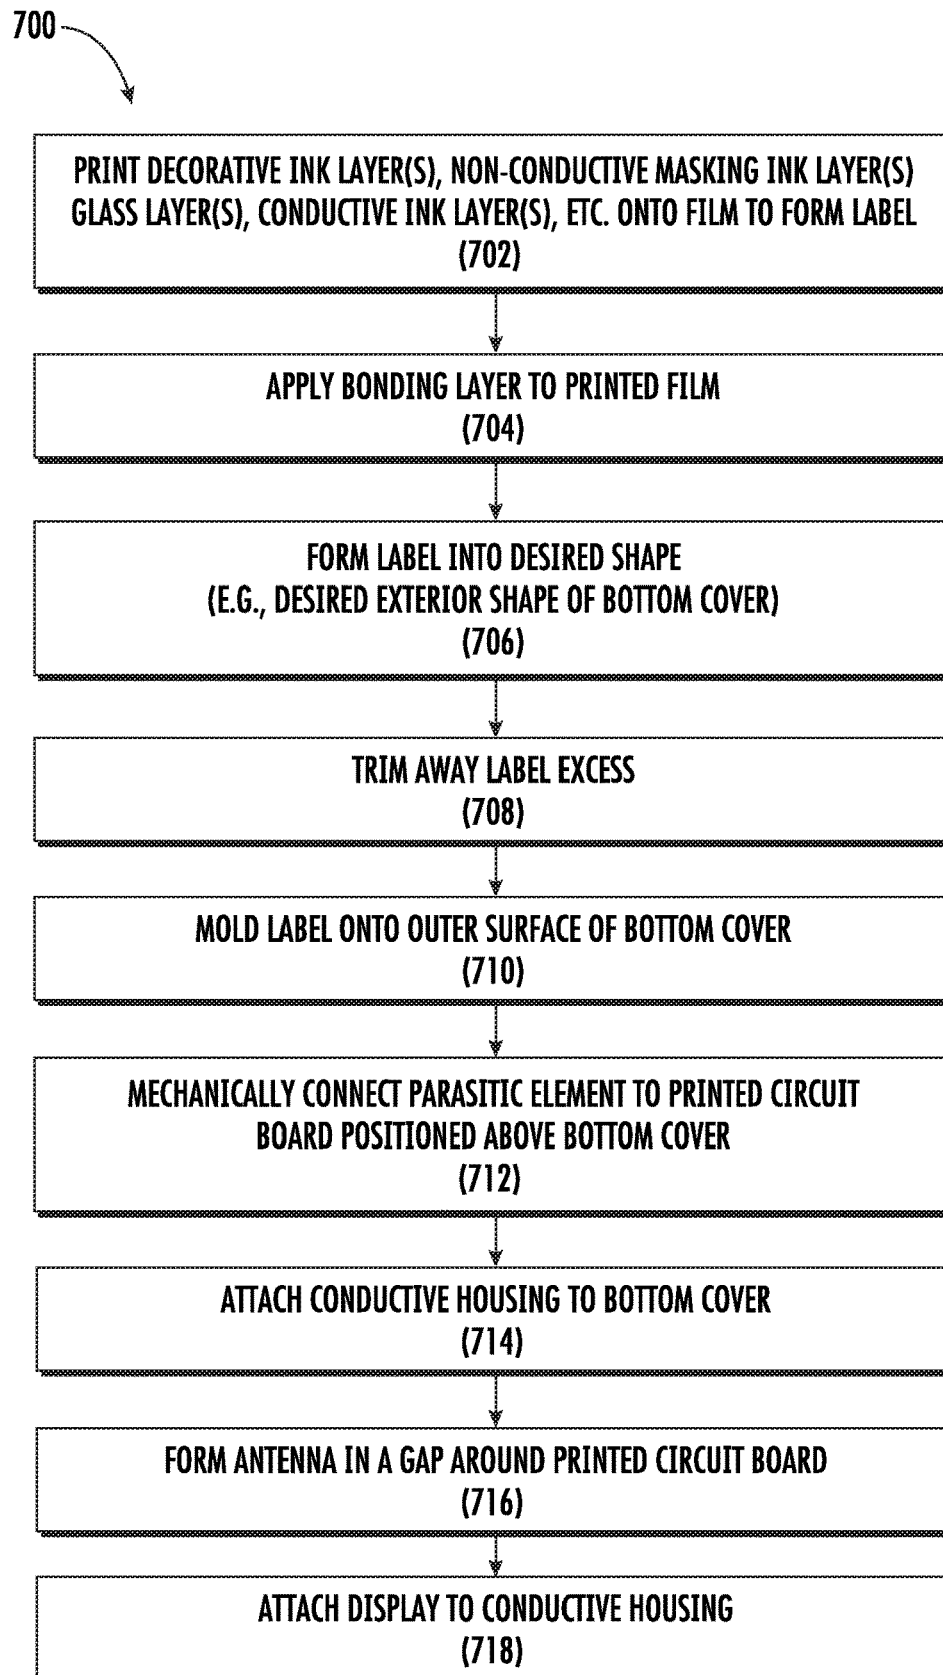 700
PRINT DECORATIVE INK LAYER(S), NON-CONDUCTIVE MASKING INK LAYER(S)
GLASS LAYER(S), CONDUCTIVE INK LAYER(S), ETC. ONTO FILM TO FORM LABEL
(702)
APPLY BONDING LAYER TO PRINTED FILM
(704)
FORM LABEL INTO DESIRED SHAPE
(E.G., DESIRED EXTERIOR SHAPE OF BOTTOM COVER)
(706)
TRIM AWAY LABEL EXCESS
(708)
MOLD LABEL ONTO OUTER SURFACE OF BOTTOM COVER
(710)
MECHANICALLY CONNECT PARASITIC ELEMENT TO PRINTED CIRCUIT
BOARD POSITIONED ABOVE BOTTOM COVER
(712)
ATTACH CONDUCTIVE HOUSING TO BOTTOM COVER
(714)
FORM ANTENNA IN A GAP AROUND PRINTED CIRCUIT BOARD
(716)
ATTACH DISPLAY TO CONDUCTIVE HOUSING
(718)